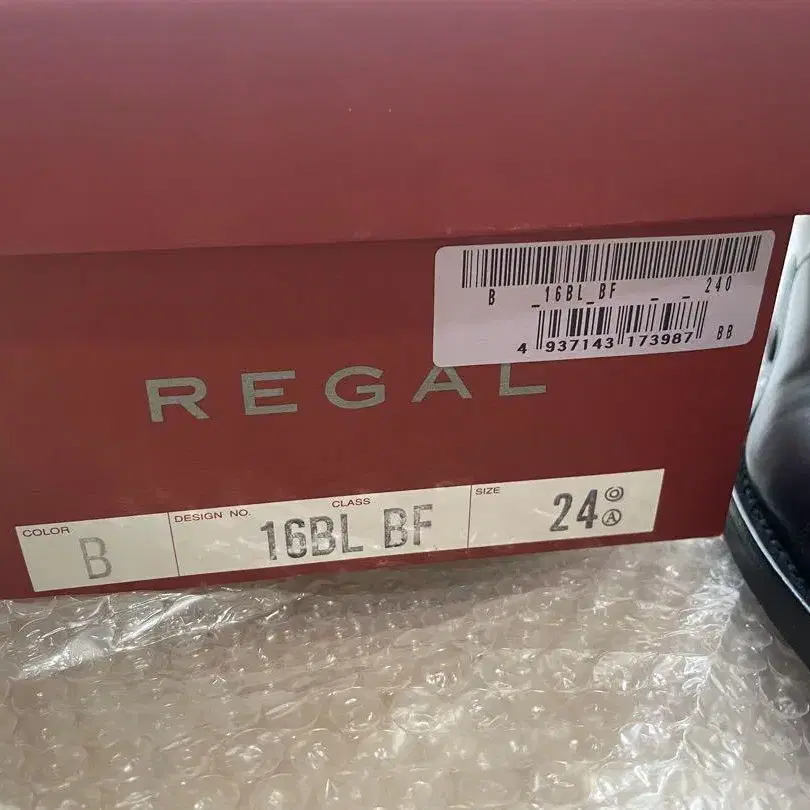 B _16BL_BF _ _ 240
4 937143 173987 BB
REGAL
COLOR B
DESIGN NO. CLASS 16BL BF
SIZE 24 ◎ Ⓐ